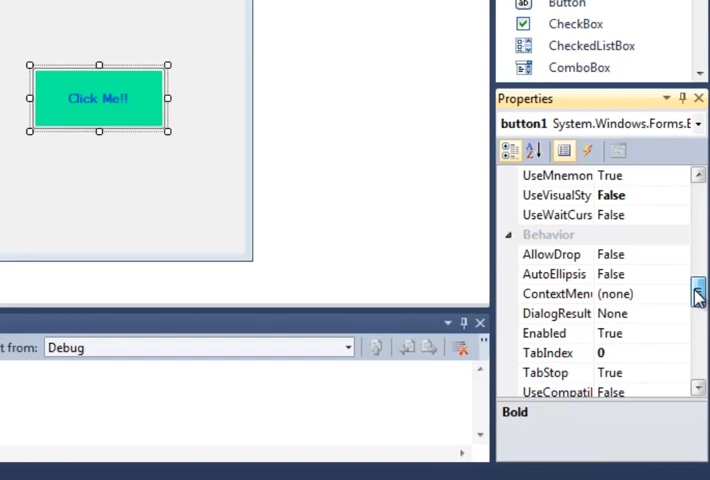 Button
CheckBox
CheckedListBox
ComboBox
Click Me!!
Properties
button1 System.Windows.Forms.B
UseMnemon True
UseVisualSty False
UseWaitCurs False
Behavior
AllowDrop False
AutoEllipsis False
ContextMenu (none)
DialogResult None
Enabled True
TabIndex 0
TabStop True
UseCompatil False
Bold
t from: Debug